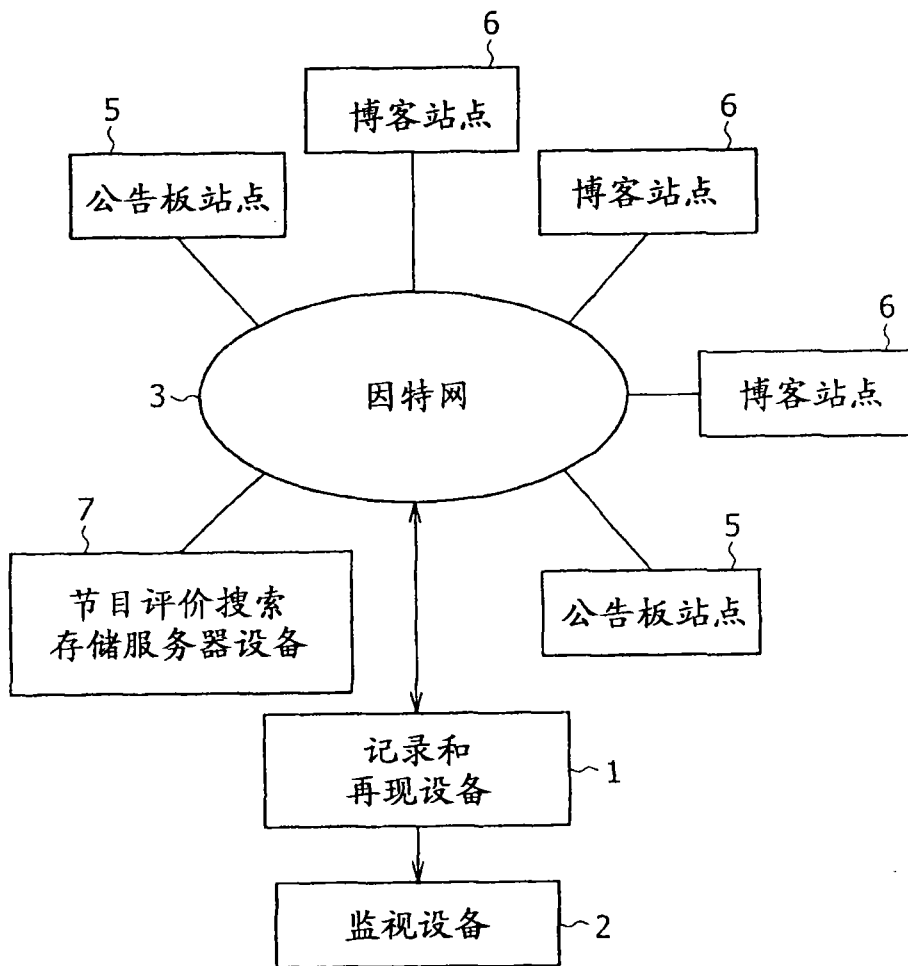 6
博客站点
5
公告板站点
6
博客站点
6
博客站点
3
因特网
7
节目评价搜索
存储服务器设备
5
公告板站点
记录和
再现设备
1
监视设备
2